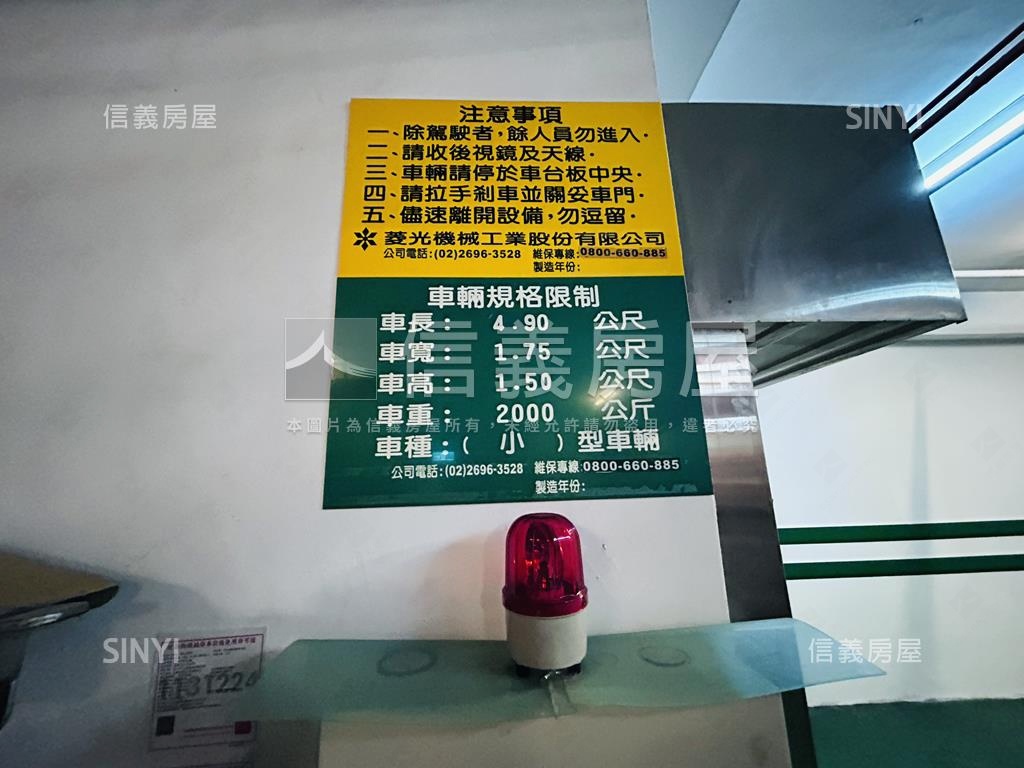 信義房屋
SINYI
注意事項
一、除駕駛者，餘人員勿進入．
二、請收後視鏡及天線．
三、車輛請停於車台板中央．
四、請拉手剎車並關妥車門．
五、儘速離開設備，勿逗留．
菱光機械工業股份有限公司
公司電話:(02)2696-3528 維保專線:0800-660-885
製造年份:
車輛規格限制
車長: 4.90 公尺
車寬: 1.75 公尺
車高: 1.50 公尺
車重: 2000 公斤
車種:( 小 )型車輛
公司電話:(02)2696-3528 維保專線:0800-660-885
製造年份:
信義房屋
本圖片為信義房屋所有，未經允許請勿盜用，違者必究
SINYI
信義房屋
1131224